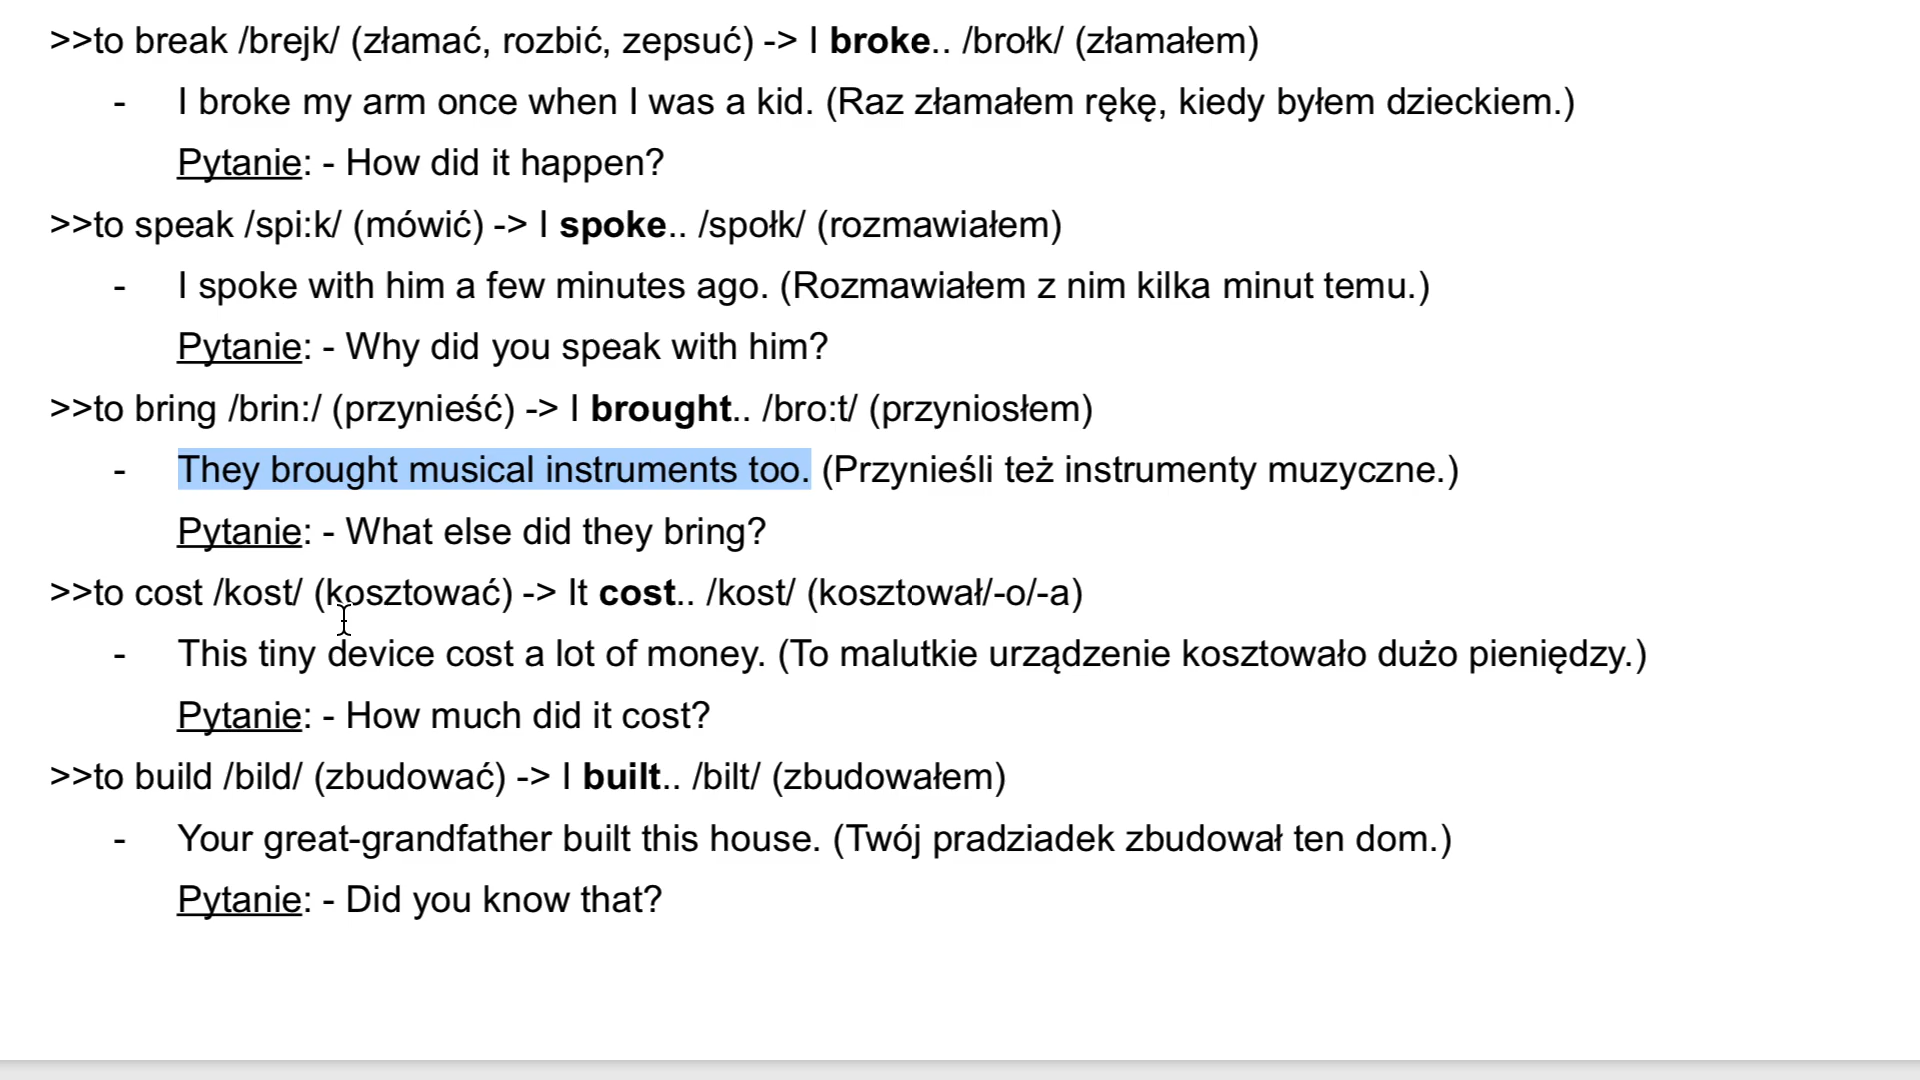 >>to break /brejk/ (złamać, rozbić, zepsuć) -> I broke.. /brołk/ (złamałem)
- I broke my arm once when I was a kid. (Raz złamałem rękę, kiedy byłem dzieckiem.)
Pytanie: - How did it happen?
>>to speak /spi:k/ (mówić) -> I spoke.. /społk/ (rozmawiałem)
- I spoke with him a few minutes ago. (Rozmawiałem z nim kilka minut temu.)
Pytanie: - Why did you speak with him?
>>to bring /brin:/ (przynieść) -> I brought.. /bro:t/ (przyniosłem)
- They brought musical instruments too. (Przynieśli też instrumenty muzyczne.)
Pytanie: - What else did they bring?
>>to cost /kost/ (kosztować) -> It cost.. /kost/ (kosztował/-o/-a)
- This tiny device cost a lot of money. (To malutkie urządzenie kosztowało dużo pieniędzy.)
Pytanie: - How much did it cost?
>>to build /bild/ (zbudować) -> I built.. /bilt/ (zbudowałem)
- Your great-grandfather built this house. (Twój pradziadek zbudował ten dom.)
Pytanie: - Did you know that?